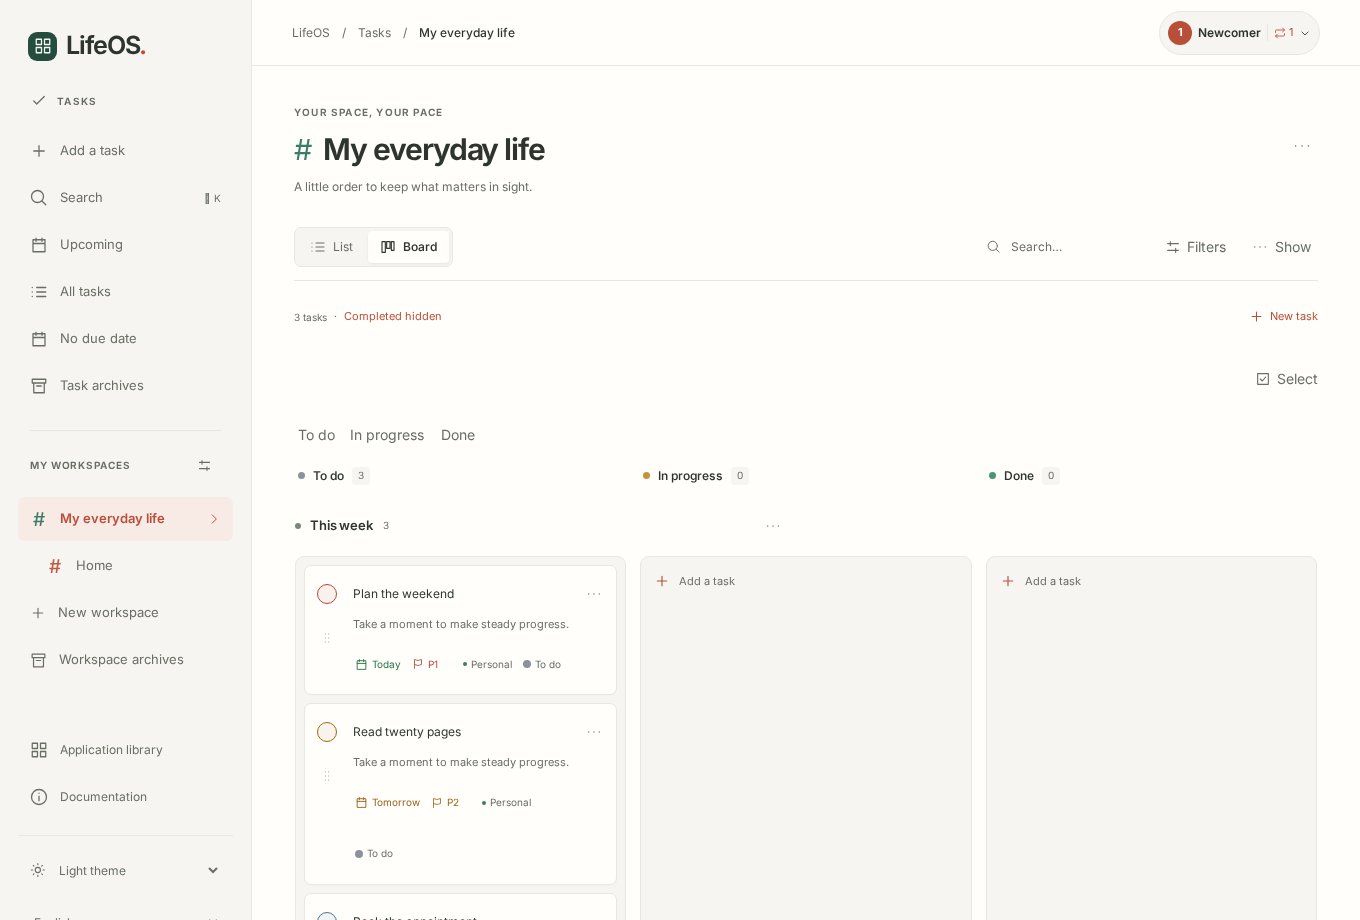 LifeOS.
TASKS
Add a task
Search
K
Upcoming
All tasks
No due date
Task archives
MY WORKSPACES
# My everyday life
# Home
New workspace
Workspace archives
Application library
Documentation
Light theme
LifeOS / Tasks / My everyday life
1 Newcomer 1
YOUR SPACE, YOUR PACE
# My everyday life
A little order to keep what matters in sight.
List Board
Search...
Filters
Show
3 tasks · Completed hidden
New task
Select
To do In progress Done
To do 3
In progress 0
Done 0
This week 3
Plan the weekend
Take a moment to make steady progress.
Today P1 Personal To do
Read twenty pages
Take a moment to make steady progress.
Tomorrow P2 Personal
To do
Book the appointment
Add a task
Add a task